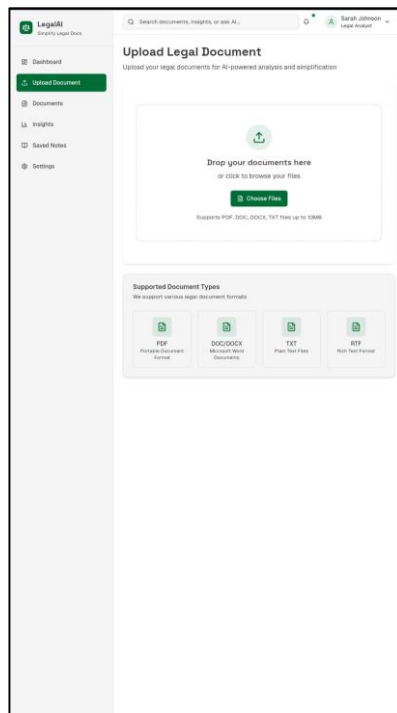 LegalAI
Simplify Legal Docs
Dashboard
Upload Document
Documents
Insights
Saved Notes
Settings
Search documents, insights, or ask AI...
Sarah Johnson
Legal Analyst
Upload Legal Document
Upload your legal documents for AI-powered analysis and simplification
Drop your documents here
or click to browse your files
Choose Files
Supports PDF, DOC, DOCX, TXT files up to 10MB
Supported Document Types
We support various legal document formats
PDF
Portable Document
Format
DOC/DOCX
Microsoft Word
Documents
TXT
Plain Text Files
RTF
Rich Text Format